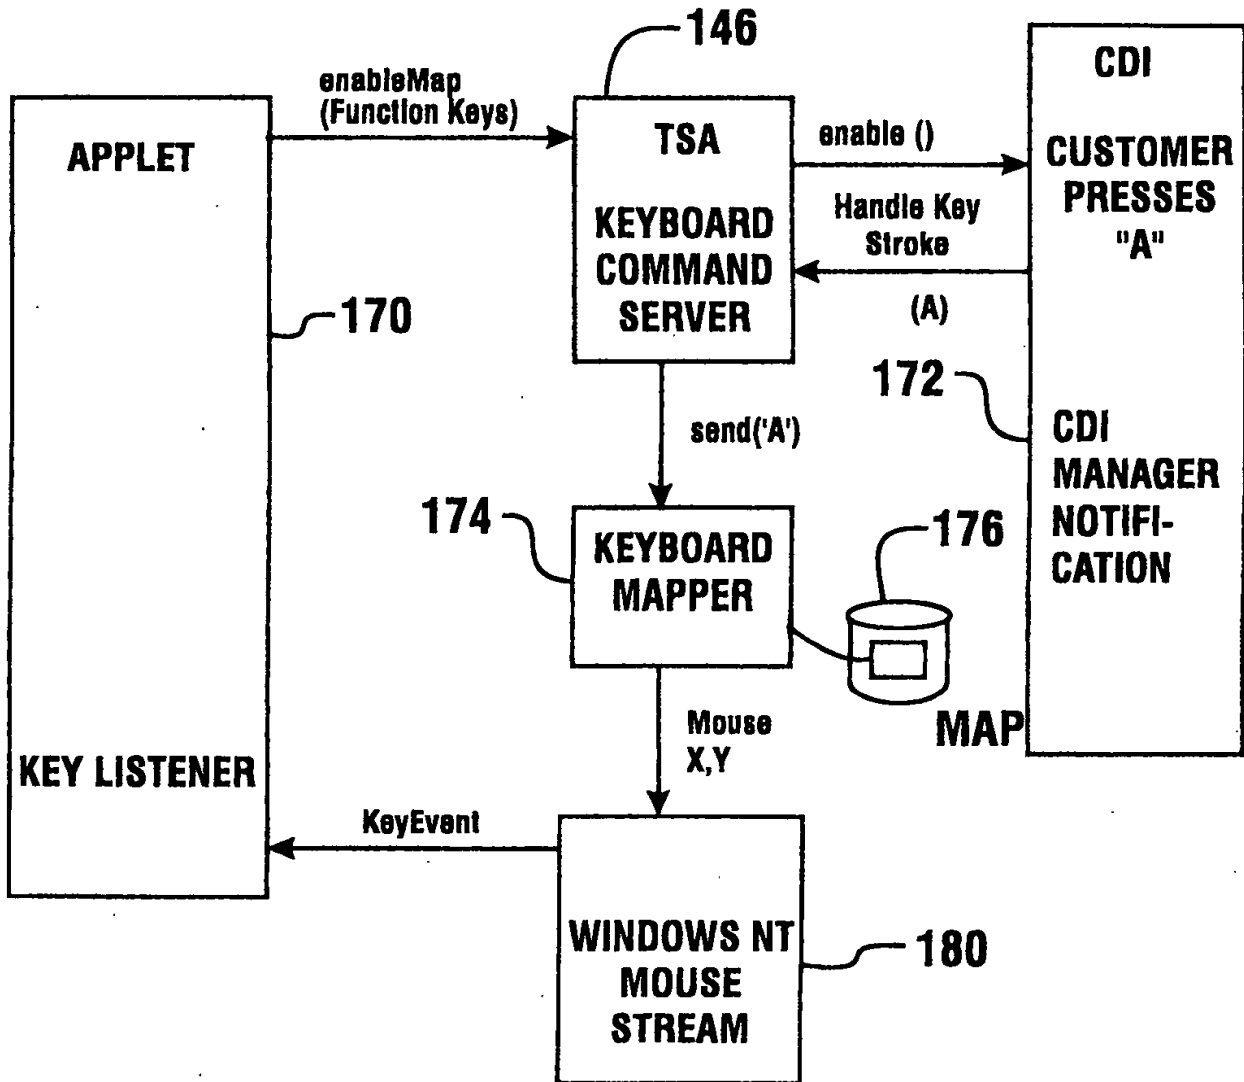 146
enableMap
(Function Keys)
APPLET
TSA
KEYBOARD
COMMAND
SERVER
enable ()
Handle Key
Stroke
(A)
CDI
CUSTOMER
PRESSES
"A"
170
172
CDI
MANAGER
NOTIFI-
CATION
send('A')
174
KEYBOARD
MAPPER
176
MAP
Mouse
X,Y
KEY LISTENER
KeyEvent
WINDOWS NT
MOUSE
STREAM
180